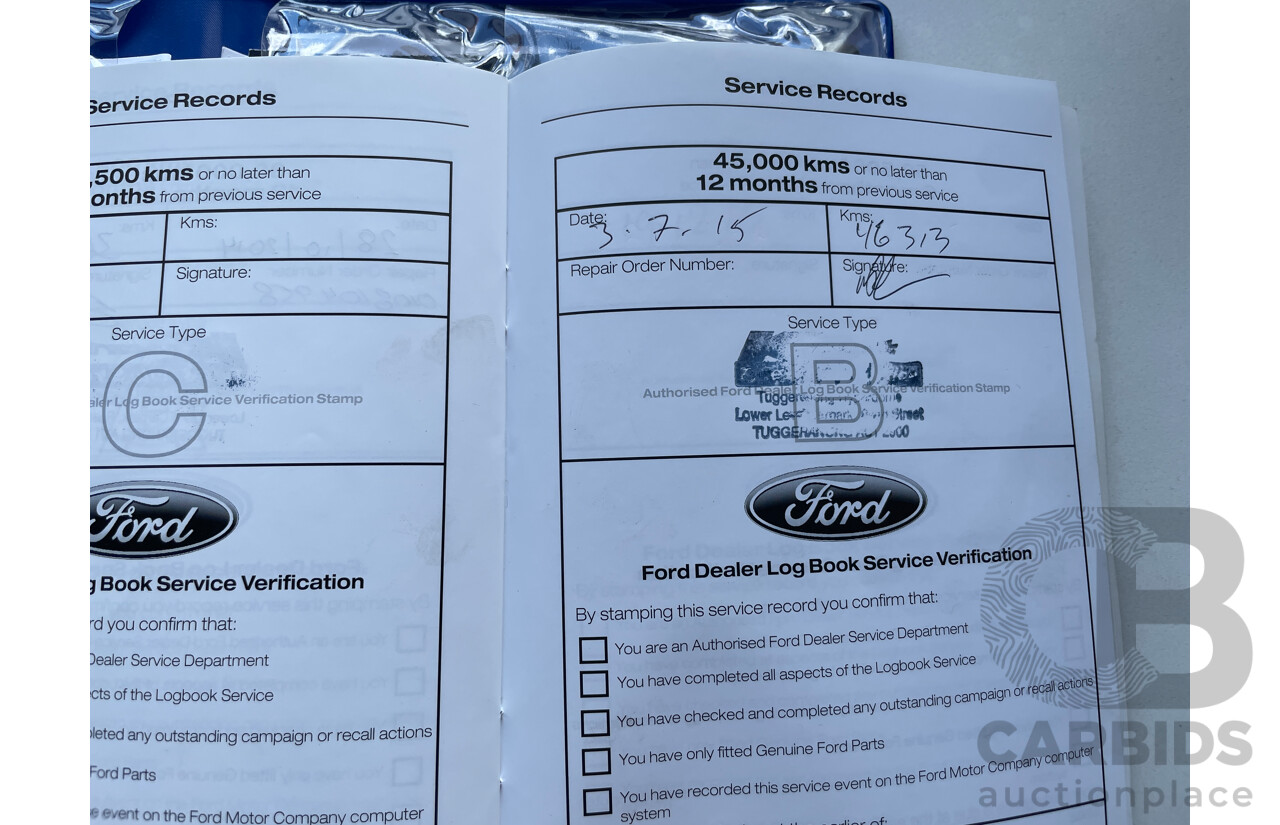 Service Records
,500 kms or no later than
onths from previous service
Kms:
Signature:
Service Type
C
aler Log Book Service Verification Stamp
Ford
g Book Service Verification
rd you confirm that:
Dealer Service Department
cts of the Logbook Service
leted any outstanding campaign or recall actions
Ford Parts
e event on the Ford Motor Company computer
Service Records
45,000 kms or no later than
12 months from previous service
Date: 3.7.15
Kms: 46313
Repair Order Number:
Signature:
Service Type
B
Authorised Ford Dealer Log Book Service Verification Stamp
Lower
Street
Ford
Ford Dealer Log Book Service Verification
By stamping this service record you confirm that:
You are an Authorised Ford Dealer Service Department
You have completed all aspects of the Logbook Service
You have checked and completed any outstanding campaign or recall actions
You have only fitted Genuine Ford Parts
You have recorded this service event on the Ford Motor Company computer
system
CB
CARBIDS
auctionplace